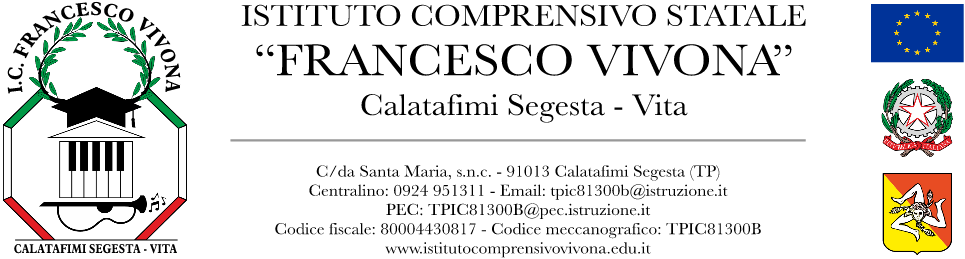 I.C. FRANCESCO VIVONA
CALATAFIMI SEGESTA - VITA
ISTITUTO COMPRENSIVO STATALE
“FRANCESCO VIVONA”
Calatafimi Segesta - Vita
C/da Santa Maria, s.n.c. - 91013 Calatafimi Segesta (TP)
Centralino: 0924 951311 - Email: tpic81300b@istruzione.it
PEC: TPIC81300B@pec.istruzione.it
Codice fiscale: 80004430817 - Codice meccanografico: TPIC81300B
www.istitutocomprensivovivona.edu.it